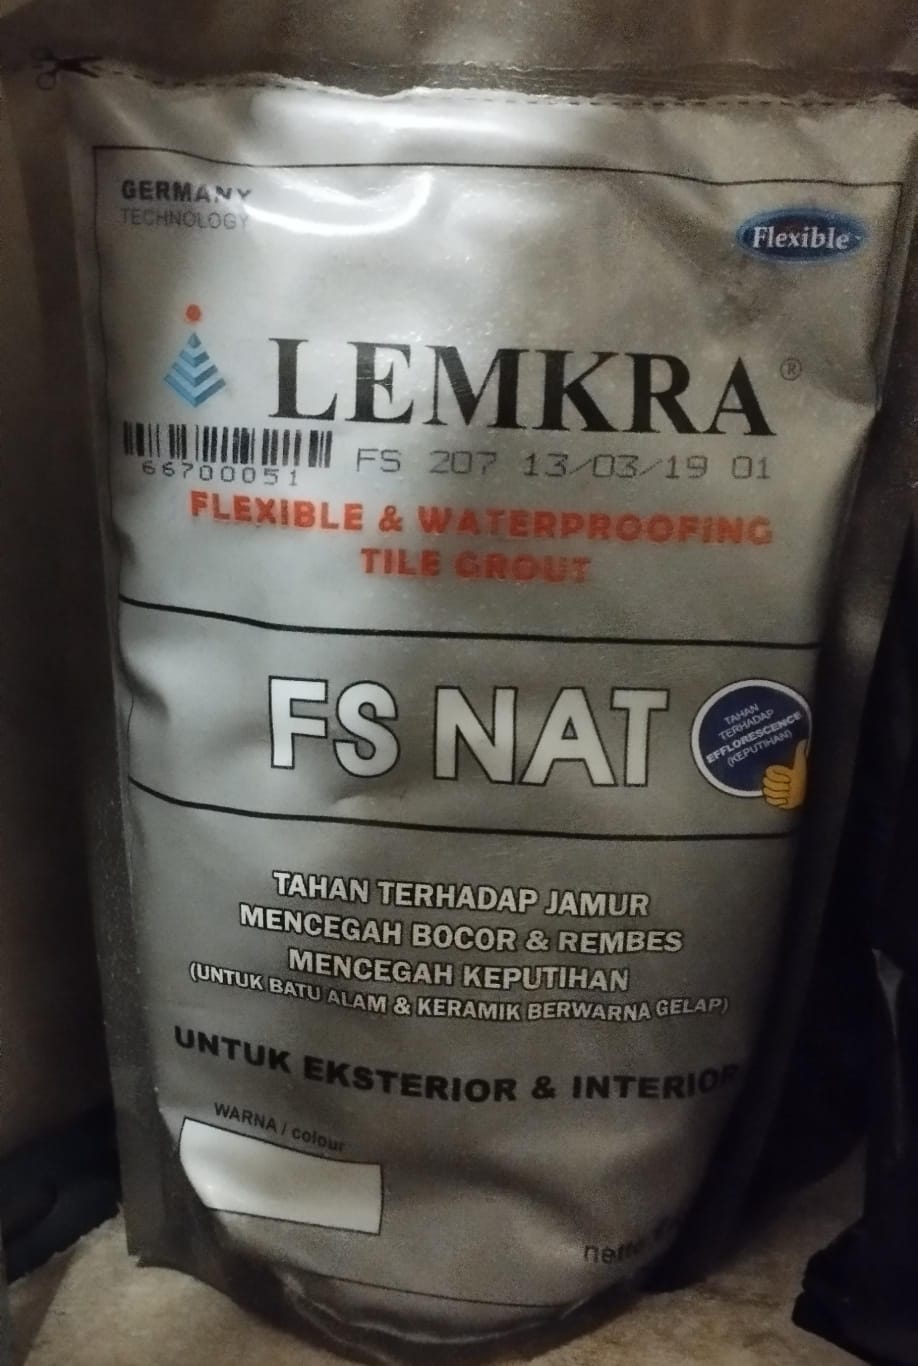 GERMANY
TECHNOLOGY
Flexible
LEMKRA®
66700051
FS 207 13/03/19 01
FLEXIBLE & WATERPROOFING
TILE GROUT
FS NAT
TAHAN
TERHADAP
EFFLORESCENCE
(KEPUTIHAN)
TAHAN TERHADAP JAMUR
MENCEGAH BOCOR & REMBES
MENCEGAH KEPUTIHAN
(UNTUK BATU ALAM & KERAMIK BERWARNA GELAP)
UNTUK EKSTERIOR & INTERIOR
WARNA / colour
netto